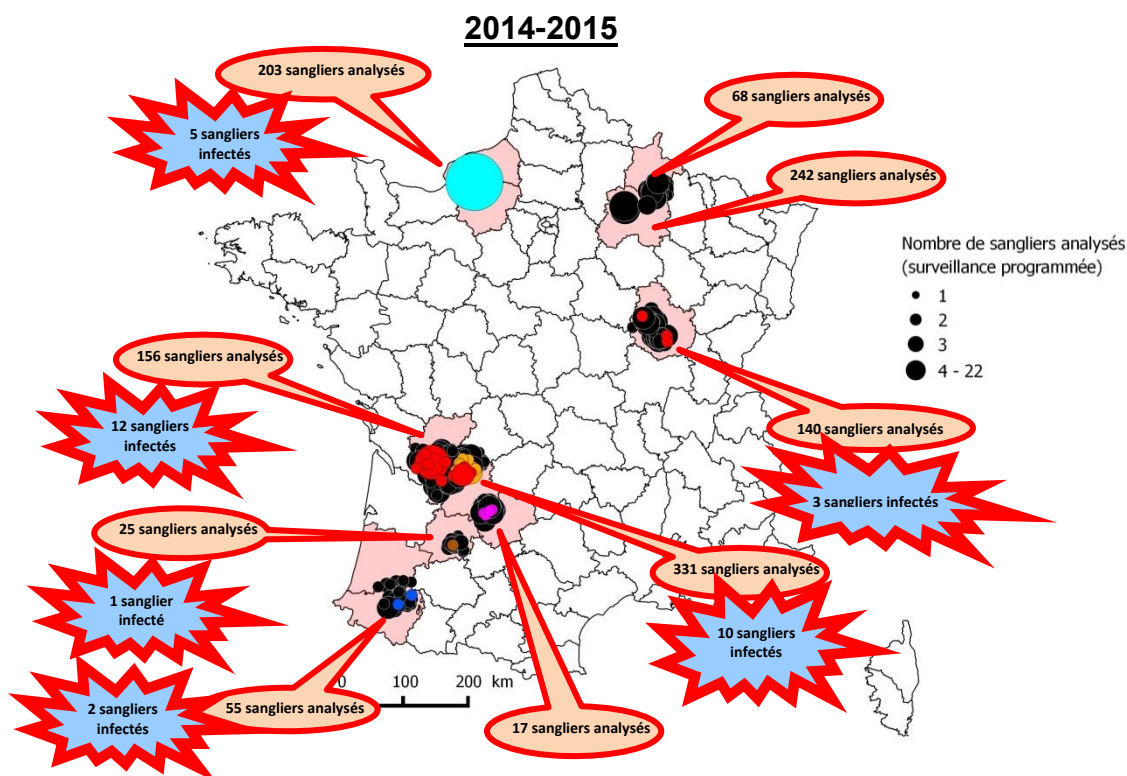 2014-2015
203 sangliers analysés
68 sangliers analysés
5 sangliers
infectés
242 sangliers analysés
Nombre de sangliers analysés
(surveillance programmée)
1
2
3
4 - 22
156 sangliers analysés
12 sangliers
infectés
140 sangliers analysés
3 sangliers infectés
25 sangliers analysés
331 sangliers analysés
1 sanglier
infecté
10 sangliers
infectés
0 100 200 km
2 sangliers
infectés
55 sangliers analysés
17 sangliers analysés